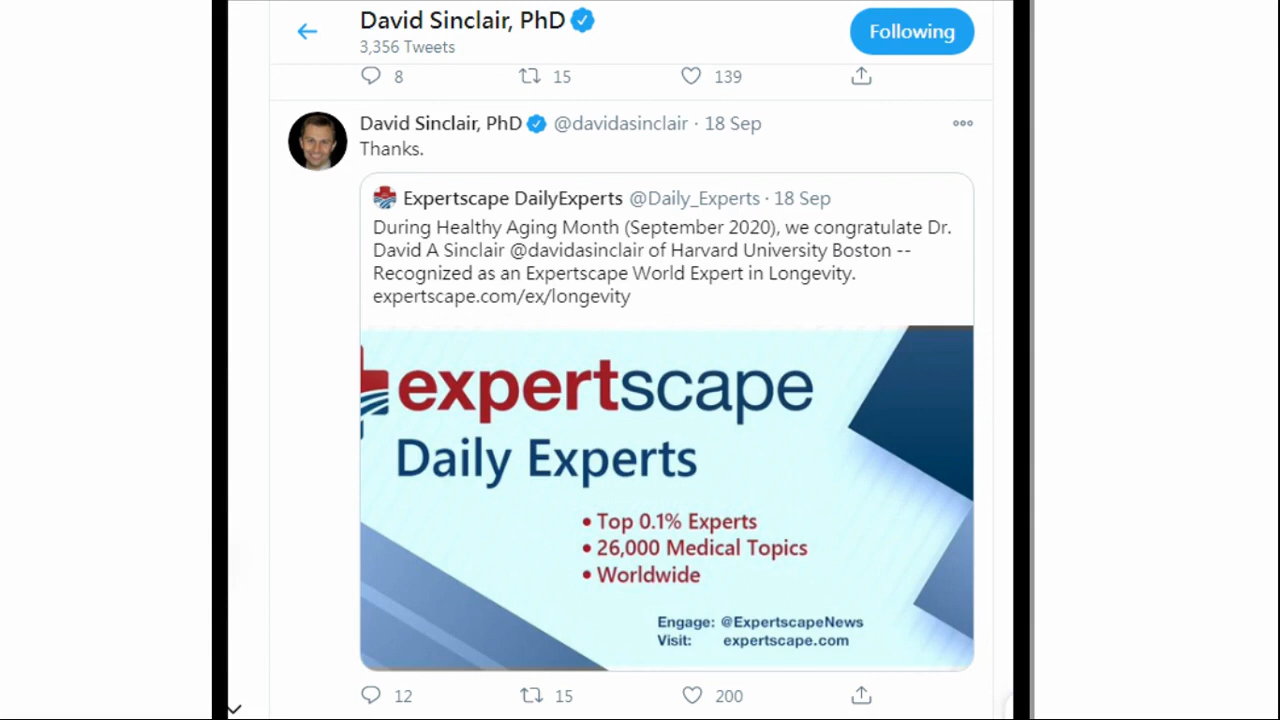 David Sinclair, PhD
3,356 Tweets
Following
8 15 139
David Sinclair, PhD @davidasinclair · 18 Sep
Thanks.
Expertscape DailyExperts @Daily_Experts · 18 Sep
During Healthy Aging Month (September 2020), we congratulate Dr.
David A Sinclair @davidasinclair of Harvard University Boston --
Recognized as an Expertscape World Expert in Longevity.
expertscape.com/ex/longevity
expertscape
Daily Experts
• Top 0.1% Experts
• 26,000 Medical Topics
• Worldwide
Engage: @ExpertscapeNews
Visit: expertscape.com
12 15 200